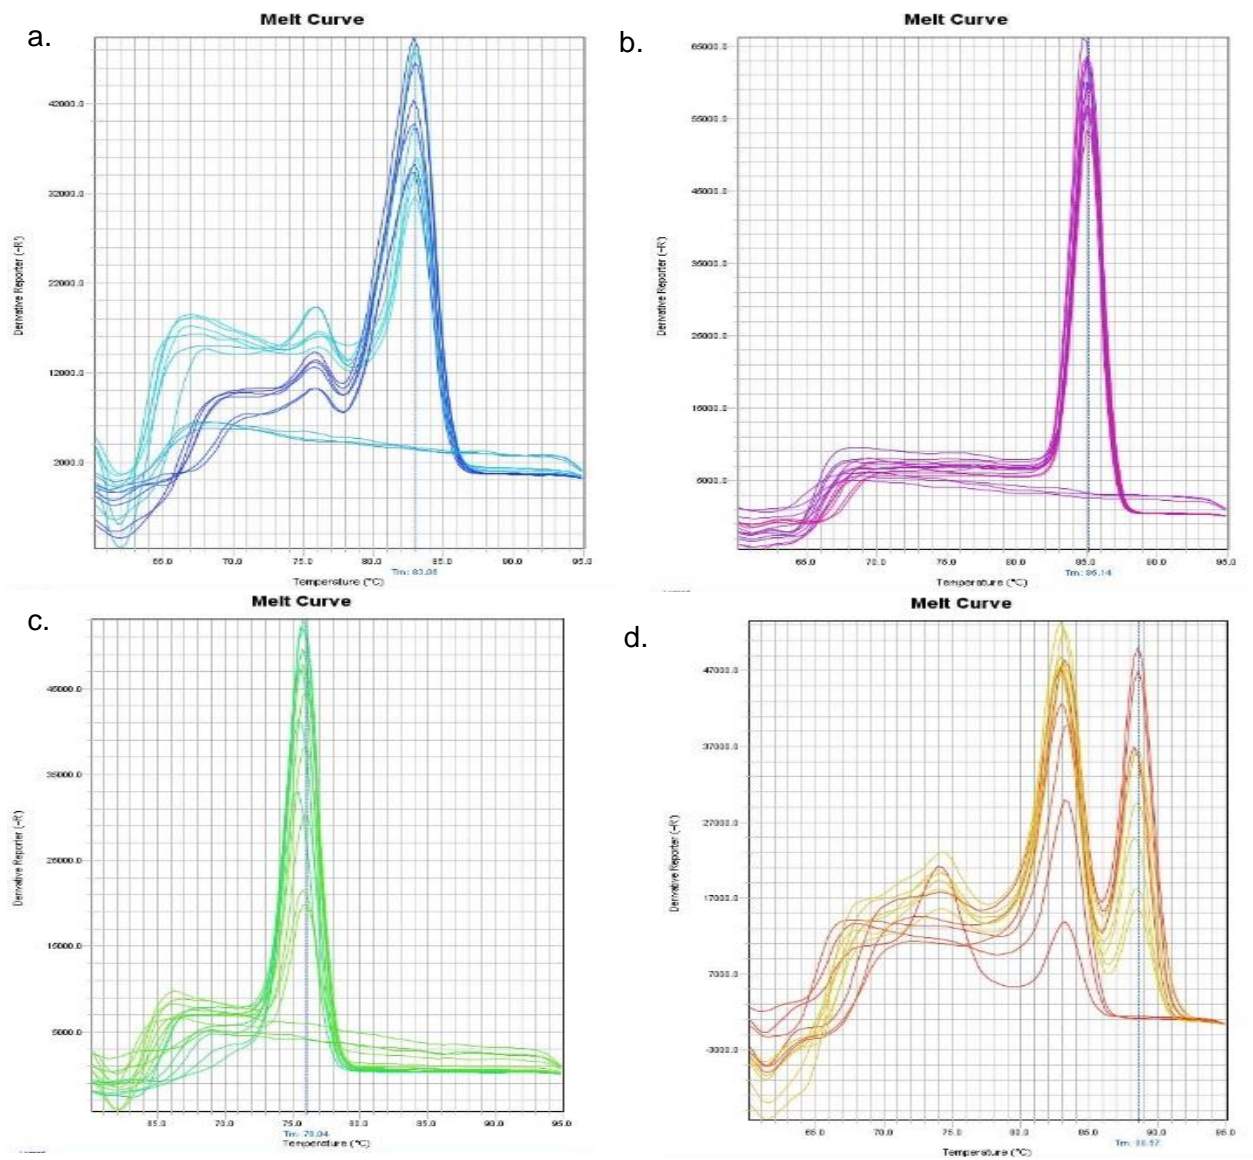 a.
Melt Curve
Derivative Reporter (-R')
42000.0
32000.0
22000.0
12000.0
2000.0
65.0 70.0 75.0 80.0 85.0 90.0 95.0
Tm: 83.05
Temperature (°C)
b.
Melt Curve
Derivative Reporter (-R')
65000.0
55000.0
45000.0
35000.0
25000.0
15000.0
5000.0
65.0 70.0 75.0 80.0 85.0 90.0 95.0
Temperature (°C)
c.
Melt Curve
Derivative Reporter (-R')
45000.0
35000.0
25000.0
15000.0
5000.0
65.0 70.0 75.0 80.0 85.0 90.0 95.0
Temperature (°C)
d.
Melt Curve
Derivative Reporter (-R')
47000.0
37000.0
27000.0
17000.0
7000.0
-3000.0
65.0 70.0 75.0 80.0 85.0 90.0 95.0
Tm: 88.57
Temperature (°C)